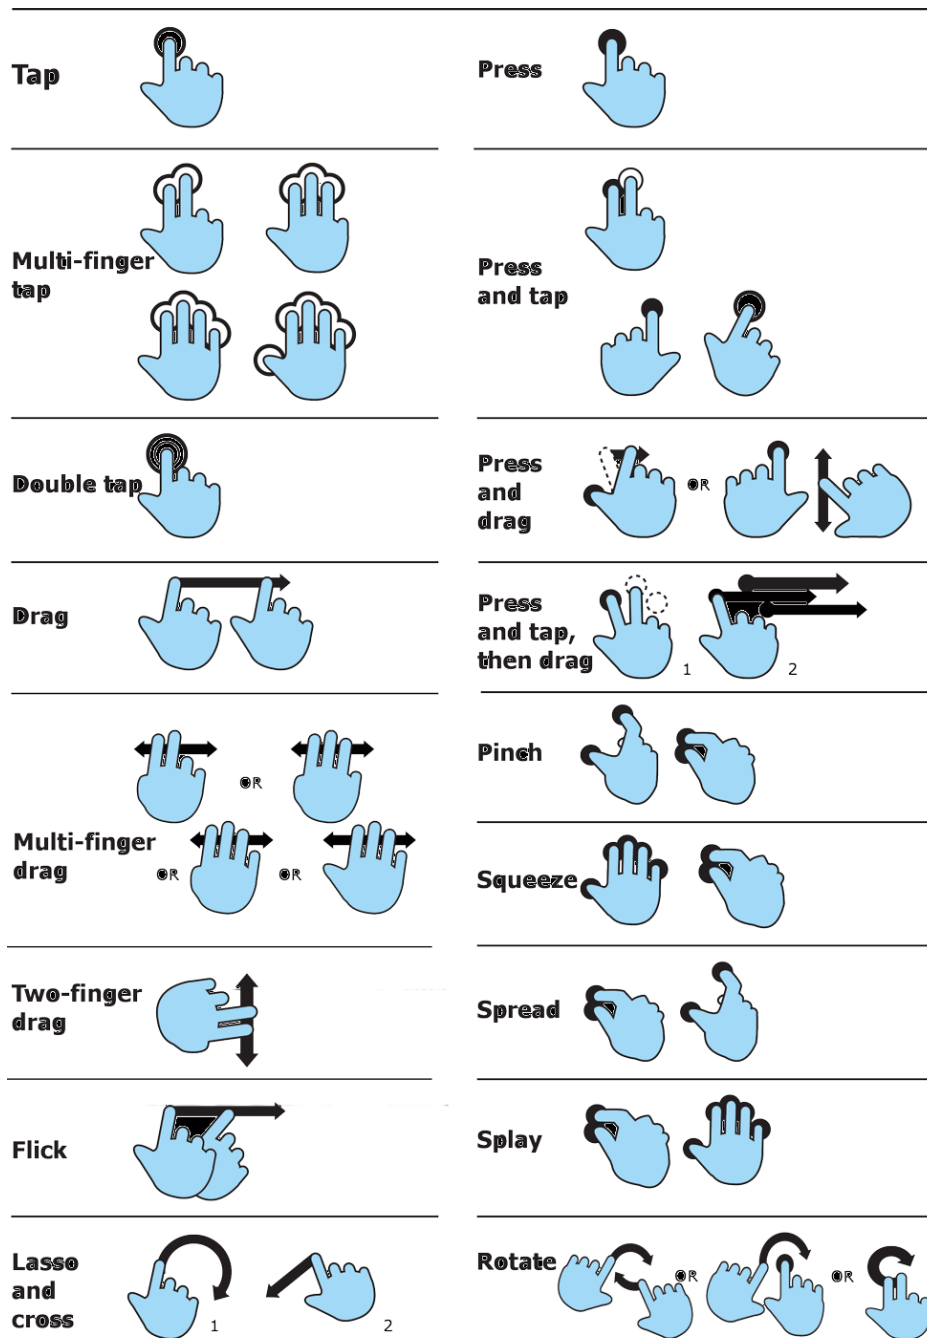 Tap
Press
Multi-finger
tap
Press
and tap
Double tap
Press
and
drag
OR
Drag
Press
and tap,
then drag
1
2
Multi-finger
drag
OR
OR
OR
Pinch
Squeeze
Two-finger
drag
Spread
Flick
Splay
Lasso
and
cross
1
2
Rotate
OR
OR